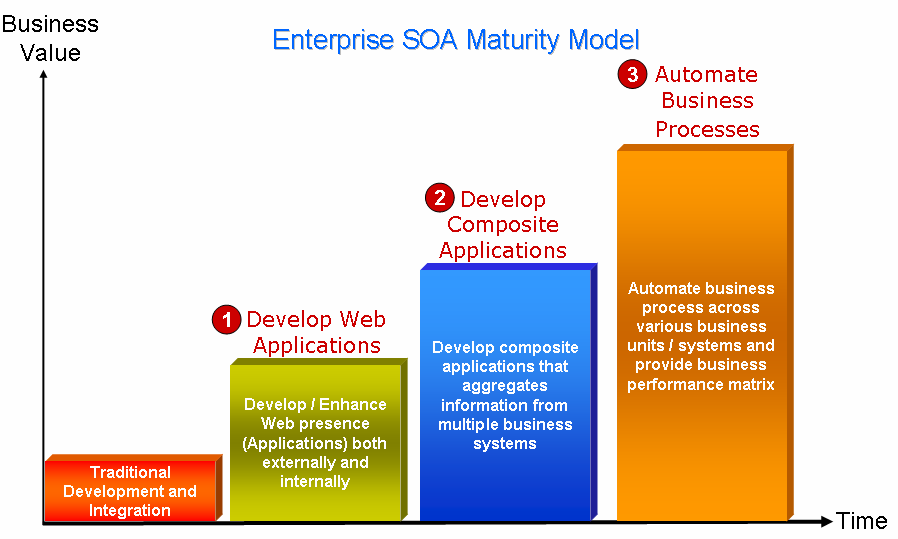 Business
Value
Enterprise SOA Maturity Model
3 Automate
Business
Processes
2 Develop
Composite
Applications
1 Develop Web
Applications
Traditional
Development and
Integration
Develop / Enhance
Web presence
(Applications) both
externally and
internally
Develop composite
applications that
aggregates
information from
multiple business
systems
Automate business
process across
various business
units / systems and
provide business
performance matrix
Time